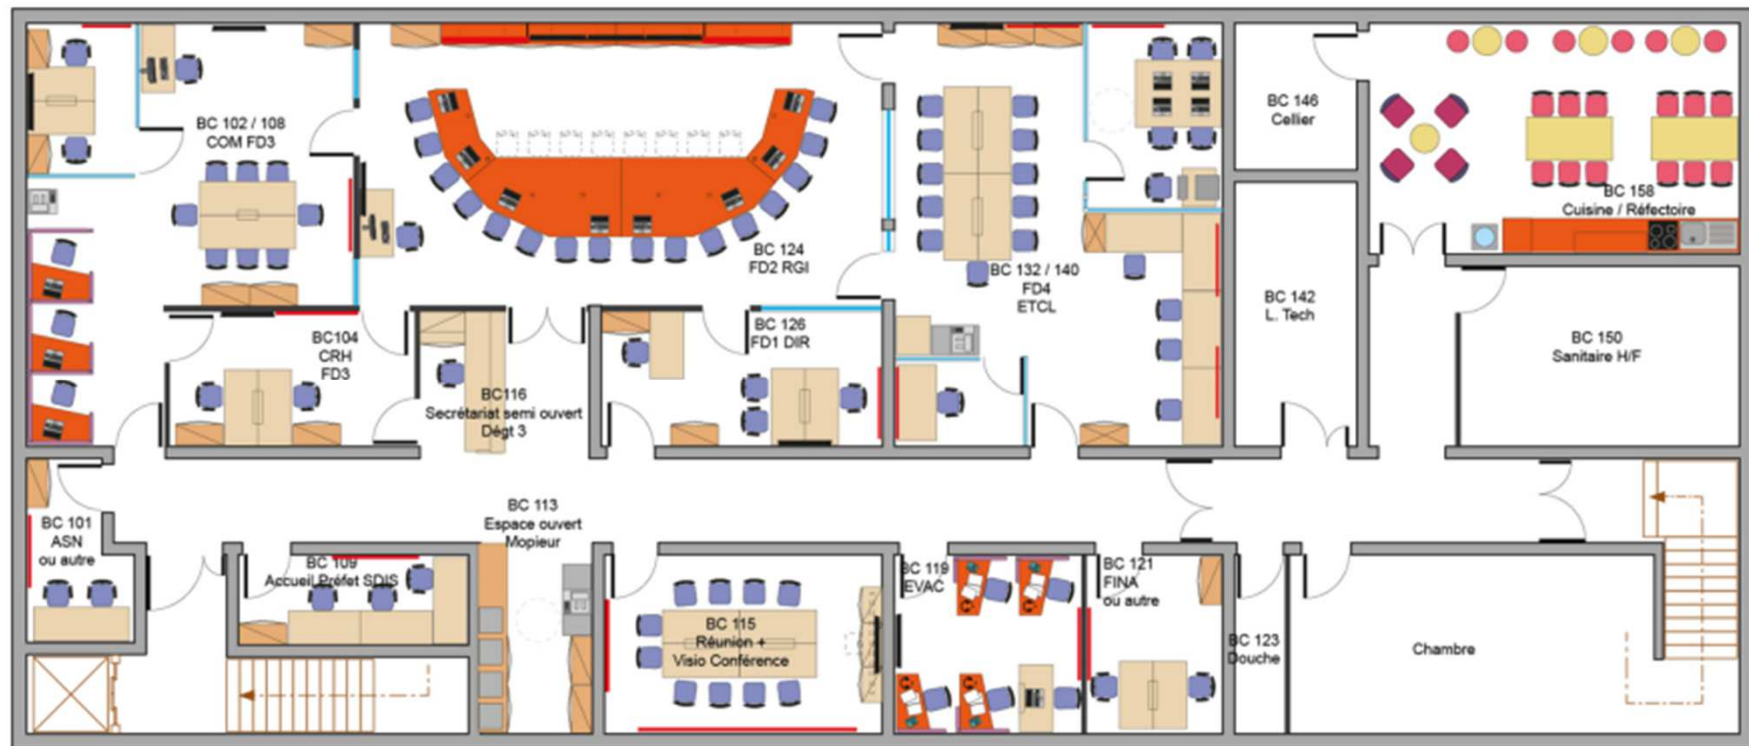 BC 102 / 108
COM FD3
BC 124
FD2 RGI
BC 132 / 140
FD4
ETCL
BC 146
Cellier
BC 158
Cuisine / Réfectoire
BC 142
L. Tech
BC 150
Sanitaire H/F
BC104
CRH
FD3
BC116
Secrétariat semi ouvert
Dégt 3
BC 126
FD1 DIR
BC 101
ASN
ou autre
BC 109
Accueil Préfet SDIS
BC 113
Espace ouvert
Mopieur
BC 115
Réunion +
Visio Conférence
BC 119
EVAC
BC 121
FINA
ou autre
BC 123
Douche
Chambre